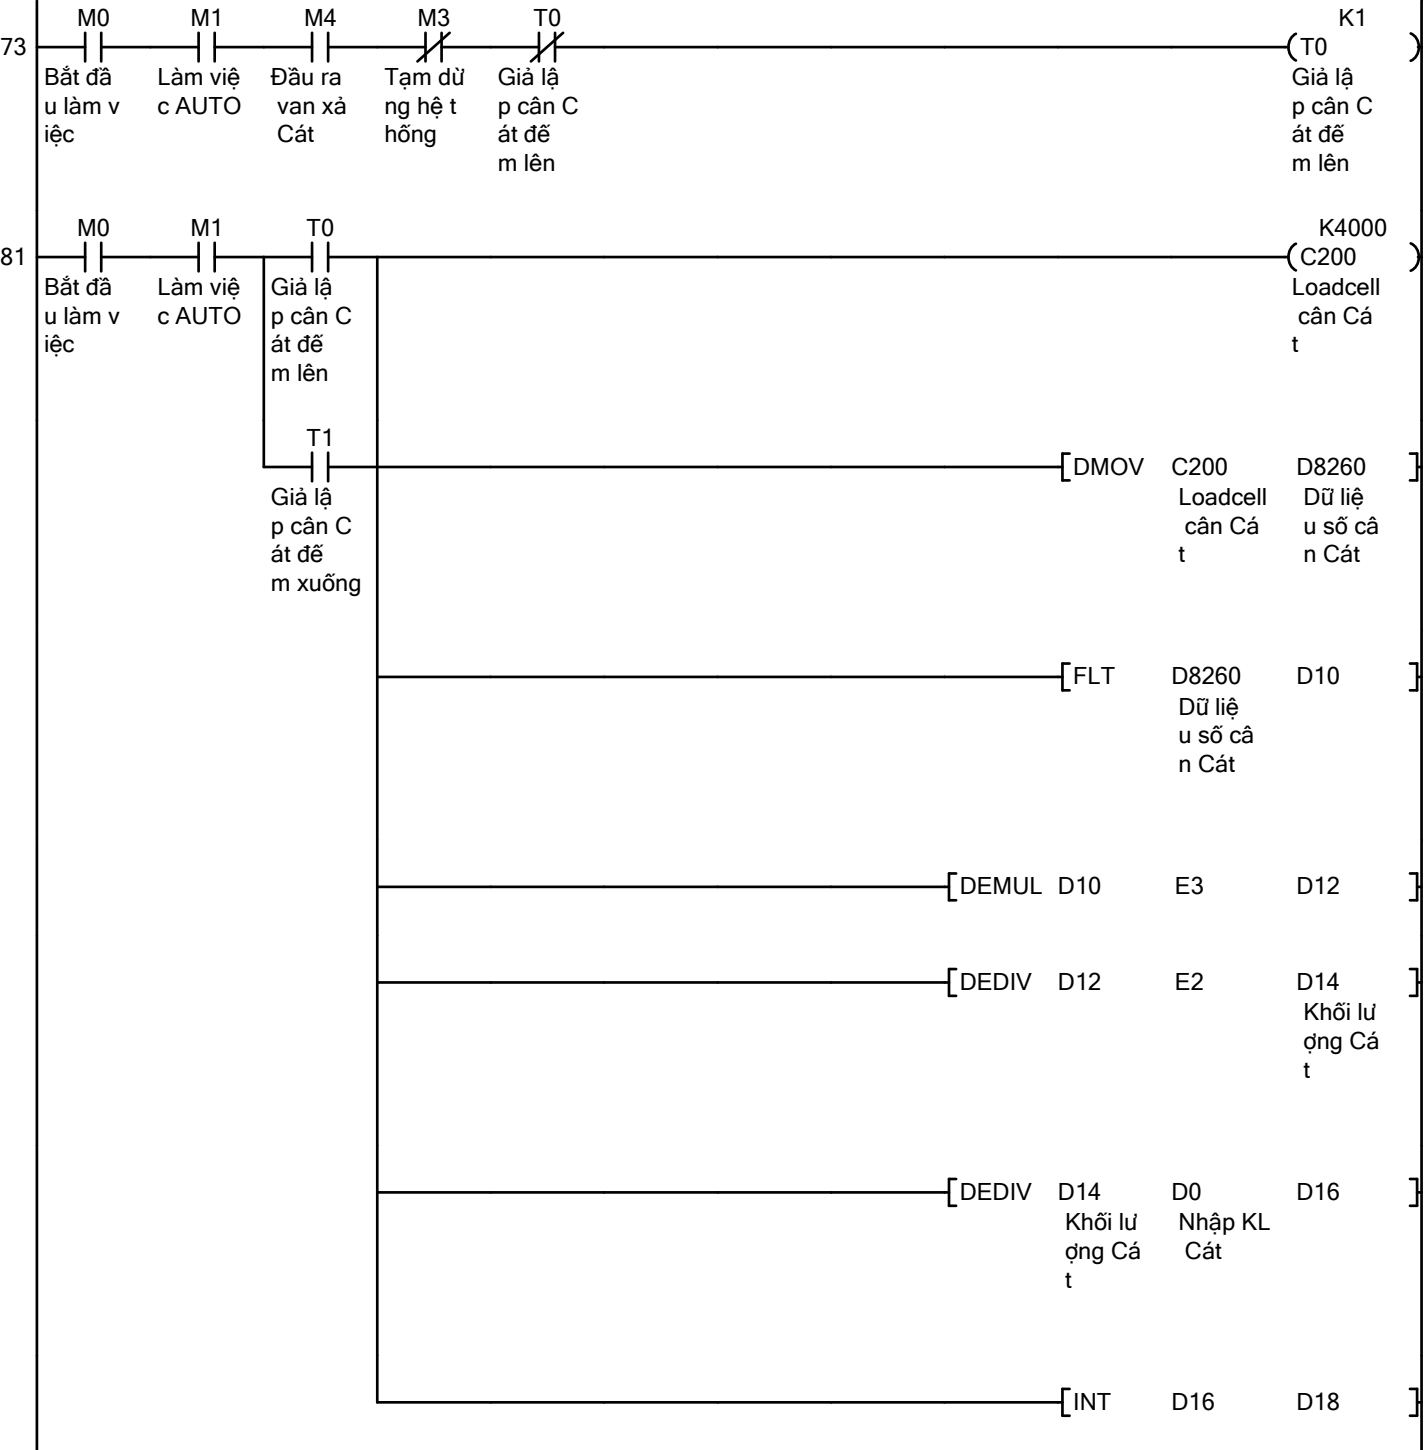 M0 M1 M4 M3 T0 K1
73 T0
Bắt đầ Làm việ Đầu ra Tạm dừ Giả lậ Giả lậ
u làm v c AUTO van xả ng hệ t p cân C p cân C
iệc Cát hống át đế át đế
m lên m lên
M0 M1 T0 K4000
81 C200
Bắt đầ Làm việ Giả lậ Loadcell
u làm v c AUTO p cân C cân Cá
iệc át đế t
m lên
T1
DMOV C200 D8260
Giả lậ Loadcell Dữ liệ
p cân C cân Cá u số câ
át đế t n Cát
m xuống
FLT D8260 D10
Dữ liệ
u số câ
n Cát
DEMUL D10 E3 D12
DEDIV D12 E2 D14
Khối lư
ợng Cá
t
DEDIV D14 D0 D16
Khối lư Nhập KL
ợng Cá Cát
t
INT D16 D18